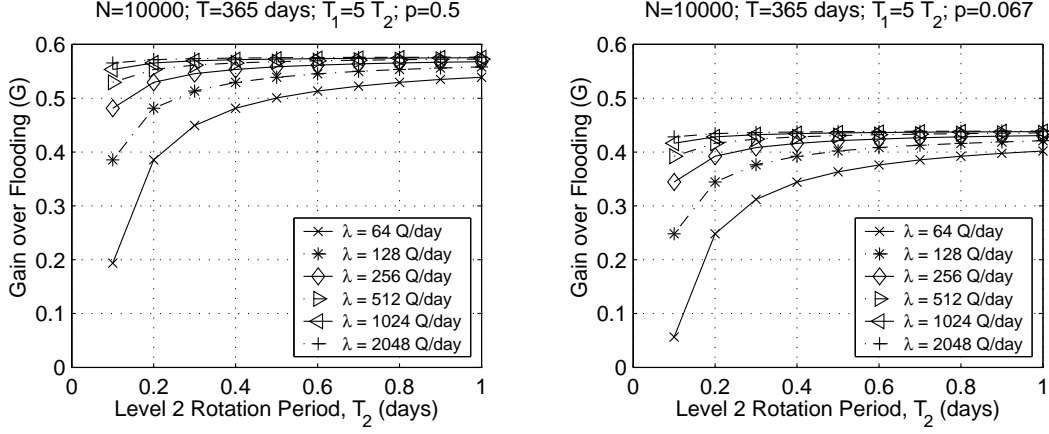 N=10000; T=365 days; T1=5 T2; p=0.5
Gain over Flooding (G)
0.6
0.5
0.4
0.3
0.2
0.1
0
λ = 64 Q/day
λ = 128 Q/day
λ = 256 Q/day
λ = 512 Q/day
λ = 1024 Q/day
λ = 2048 Q/day
0 0.2 0.4 0.6 0.8 1
Level 2 Rotation Period, T2 (days)
N=10000; T=365 days; T1=5 T2; p=0.067
Gain over Flooding (G)
0.6
0.5
0.4
0.3
0.2
0.1
0
λ = 64 Q/day
λ = 128 Q/day
λ = 256 Q/day
λ = 512 Q/day
λ = 1024 Q/day
λ = 2048 Q/day
0 0.2 0.4 0.6 0.8 1
Level 2 Rotation Period, T2 (days)